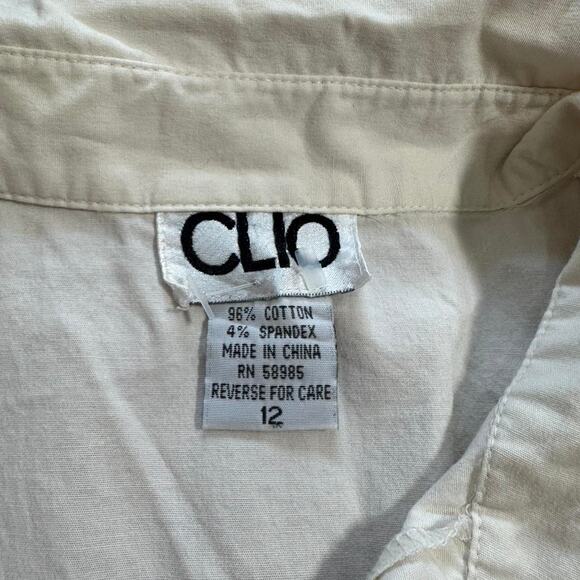 CLIO
96% COTTON
4% SPANDEX
MADE IN CHINA
RN 58985
REVERSE FOR CARE
12